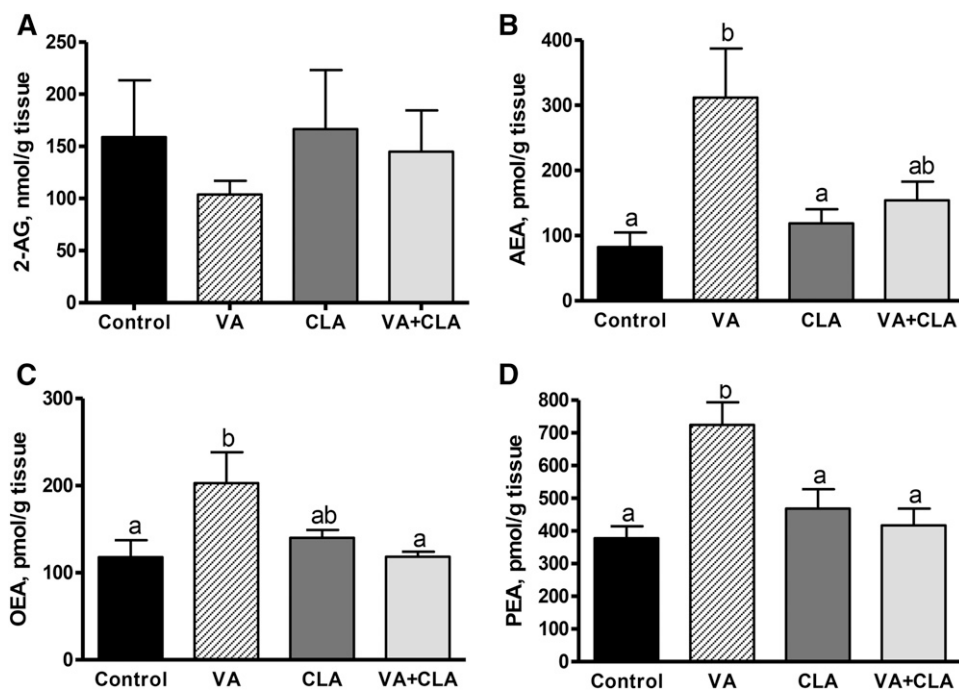 A
2-AG, nmol/g tissue
250
200
150
100
50
0
Control VA CLA VA+CLA
B
AEA, pmol/g tissue
400
300
200
100
0
a b a ab
Control VA CLA VA+CLA
C
OEA, pmol/g tissue
300
200
100
0
a b ab a
Control VA CLA VA+CLA
D
PEA, pmol/g tissue
800
700
600
500
400
300
200
100
0
a b a a
Control VA CLA VA+CLA